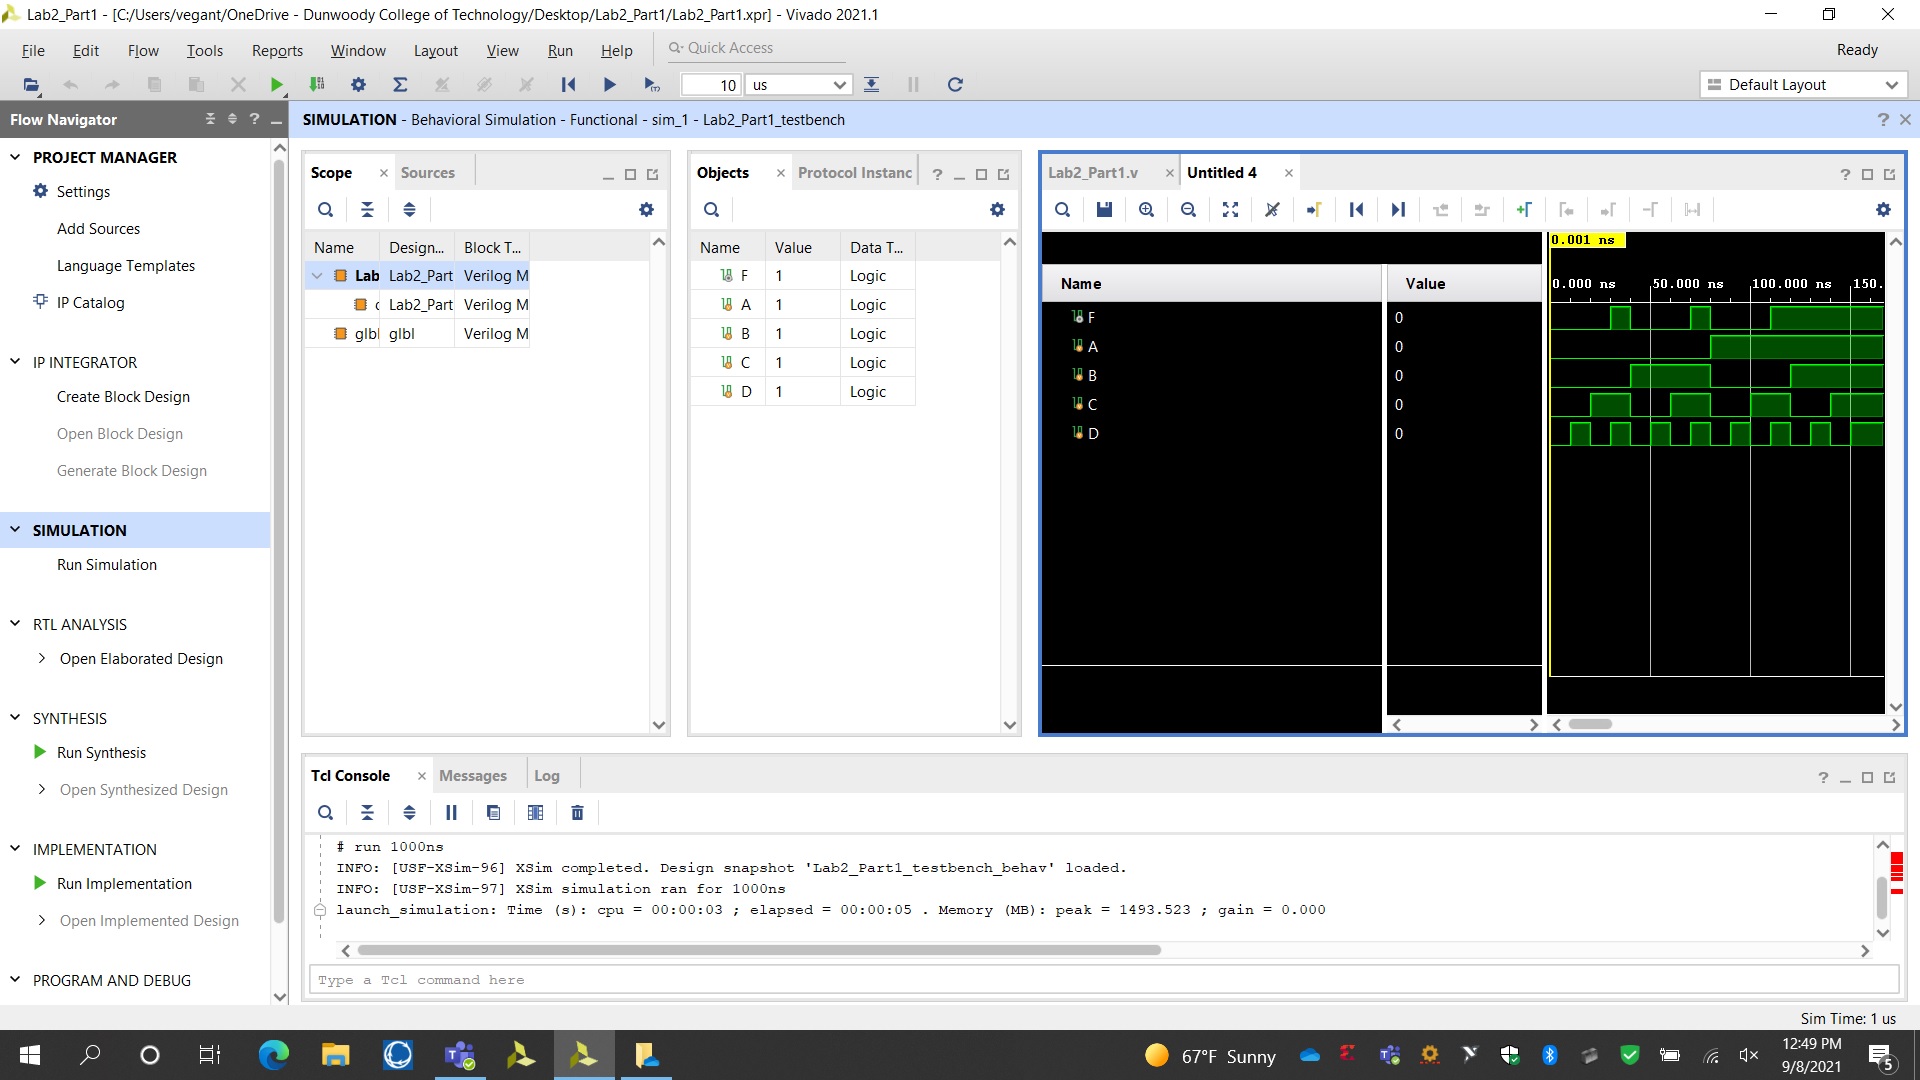 Lab2_Part1 - [C:/Users/vegant/OneDrive - Dunwoody College of Technology/Desktop/Lab2_Part1/Lab2_Part1.xpr] - Vivado 2021.1
File Edit Flow Tools Reports Window Layout View Run Help Quick Access Ready
10 us Default Layout
Flow Navigator
PROJECT MANAGER
Settings
Add Sources
Language Templates
IP Catalog
IP INTEGRATOR
Create Block Design
Open Block Design
Generate Block Design
SIMULATION
Run Simulation
RTL ANALYSIS
Open Elaborated Design
SYNTHESIS
Run Synthesis
Open Synthesized Design
IMPLEMENTATION
Run Implementation
Open Implemented Design
PROGRAM AND DEBUG
SIMULATION - Behavioral Simulation - Functional - sim_1 - Lab2_Part1_testbench
Scope Sources
Name Design... Block T...
Lab Lab2_Part Verilog M
Lab2_Part Verilog M
glbl glbl Verilog M
Objects Protocol Instanc
Name Value Data T...
F 1 Logic
A 1 Logic
B 1 Logic
C 1 Logic
D 1 Logic
Lab2_Part1.v Untitled 4
0.001 ns
Name Value 0.000 ns 50.000 ns 100.000 ns 150.
F 0
A 0
B 0
C 0
D 0
Tcl Console Messages Log
# run 1000ns
INFO: [USF-XSim-96] XSim completed. Design snapshot 'Lab2_Part1_testbench_behav' loaded.
INFO: [USF-XSim-97] XSim simulation ran for 1000ns
launch_simulation: Time (s): cpu = 00:00:03 ; elapsed = 00:00:05 . Memory (MB): peak = 1493.523 ; gain = 0.000
Type a Tcl command here
Sim Time: 1 us
67°F Sunny
12:49 PM
9/8/2021
5